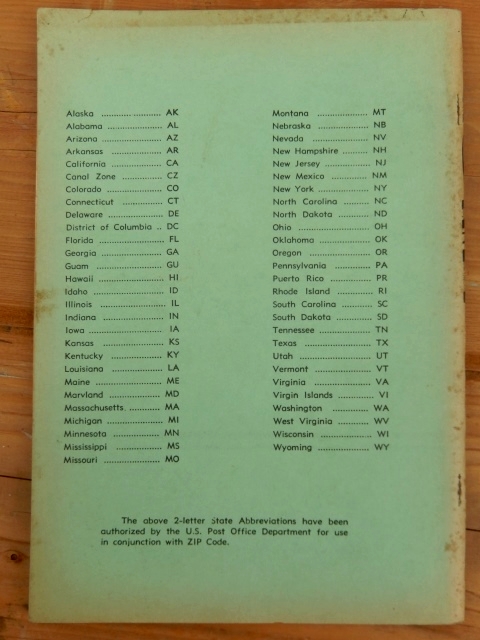 Alaska .................... AK
Alabama .................... AL
Arizona .................... AZ
Arkansas .................... AR
California .................... CA
Canal Zone .............. CZ
Colorado .................... CO
Connecticut .............. CT
Delaware .................... DE
District of Columbia .. DC
Florida .................... FL
Georgia .................... GA
Guam .................... GU
Hawaii .................... HI
Idaho .................... ID
Illinois .................... IL
Indiana .................... IN
Iowa .................... IA
Kansas .................... KS
Kentucky .................... KY
Louisiana .................... LA
Maine .................... ME
Maryland .................... MD
Massachusetts. ............ MA
Michigan .................... MI
Minnesota .................... MN
Mississippi .................... MS
Missouri .................... MO
Montana .................... MT
Nebraska .................... NB
Nevada .................... NV
New Hampshire .......... NH
New Jersey ................ NJ
New Mexico .............. NM
New York .................... NY
North Carolina .......... NC
North Dakota ............ ND
Ohio .................... OH
Oklahoma .................... OK
Oregon .................... OR
Pennsylvania .............. PA
Puerto Rico .............. PR
Rhode Island .............. RI
South Carolina .......... SC
South Dakota ............ SD
Tennessee .................... TN
Texas .................... TX
Utah .................... UT
Vermont .................... VT
Virginia .................... VA
Virgin Islands ............ VI
Washington .............. WA
West Virginia ............ WV
Wisconsin .................... WI
Wyoming .................... WY
The above 2-letter State Abbreviations have been
authorized by the U.S. Post Office Department for use
in conjunction with ZIP Code.